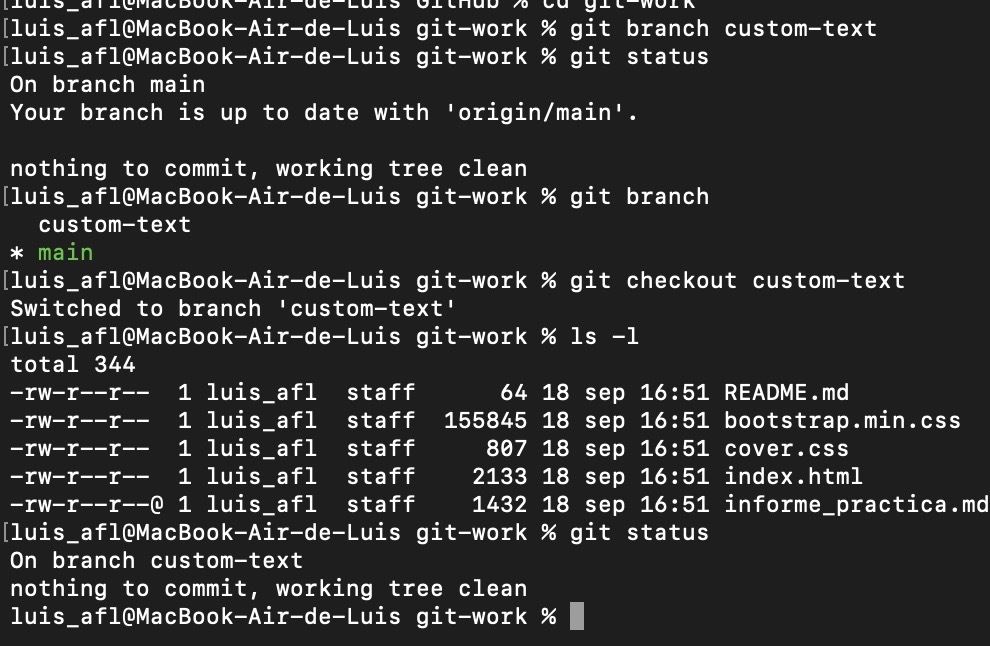 [luis_afl@MacBook-Air-de-Luis GitHub % cd git-work
[luis_afl@MacBook-Air-de-Luis git-work % git branch custom-text
[luis_afl@MacBook-Air-de-Luis git-work % git status
On branch main
Your branch is up to date with 'origin/main'.

nothing to commit, working tree clean
[luis_afl@MacBook-Air-de-Luis git-work % git branch
  custom-text
* main
[luis_afl@MacBook-Air-de-Luis git-work % git checkout custom-text
Switched to branch 'custom-text'
[luis_afl@MacBook-Air-de-Luis git-work % ls -l
total 344
-rw-r--r--  1 luis_afl  staff      64 18 sep 16:51 README.md
-rw-r--r--  1 luis_afl  staff  155845 18 sep 16:51 bootstrap.min.css
-rw-r--r--  1 luis_afl  staff     807 18 sep 16:51 cover.css
-rw-r--r--  1 luis_afl  staff    2133 18 sep 16:51 index.html
-rw-r--r--@ 1 luis_afl  staff    1432 18 sep 16:51 informe_practica.md
[luis_afl@MacBook-Air-de-Luis git-work % git status
On branch custom-text
nothing to commit, working tree clean
luis_afl@MacBook-Air-de-Luis git-work %